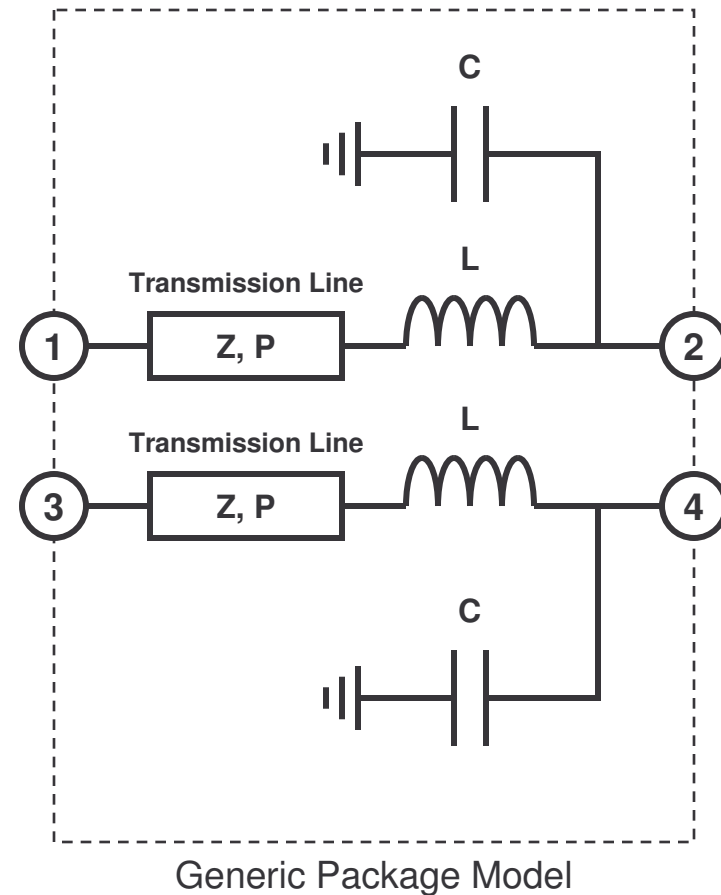 C
L
Transmission Line
1
Z, P
2
L
Transmission Line
3
Z, P
4
C
Generic Package Model